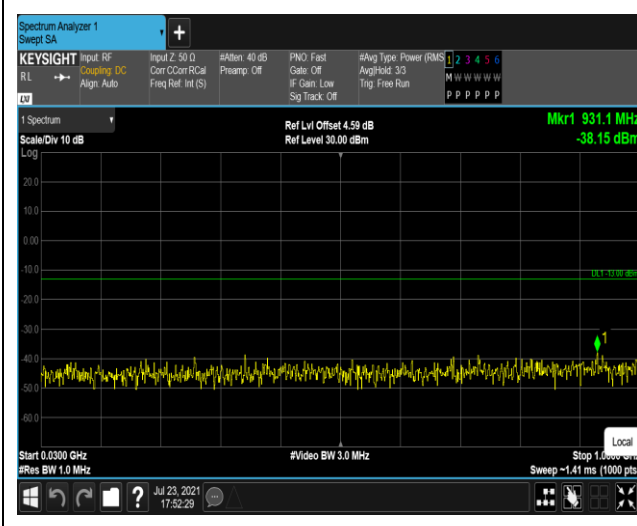 Spectrum Analyzer 1
Swept SA
KEYSIGHT
RL
LXI
Input: RF
Coupling: DC
Align: Auto
Input Z: 50 Ω
Corr CCorr RCal
Freq Ref: Int (S)
#Atten: 40 dB
Preamp: Off
PNO: Fast
Gate: Off
IF Gain: Low
Sig Track: Off
#Avg Type: Power (RMS
Avg|Hold: 3/3
Trig: Free Run
1 2 3 4 5 6
M W W W W W
P P P P P P
1 Spectrum
Scale/Div 10 dB
Log
Ref Lvl Offset 4.59 dB
Ref Level 30.00 dBm
Mkr1 931.1 MHz
-38.15 dBm
20.0
10.0
0.00
-10.0
DL1 -13.00 dBm
-20.0
-30.0
1
-40.0
-50.0
-60.0
Local
Start 0.0300 GHz
#Res BW 1.0 MHz
#Video BW 3.0 MHz
Stop
Sweep ~1.41 ms (1000 pts
?
Jul 23, 2021
17:52:29